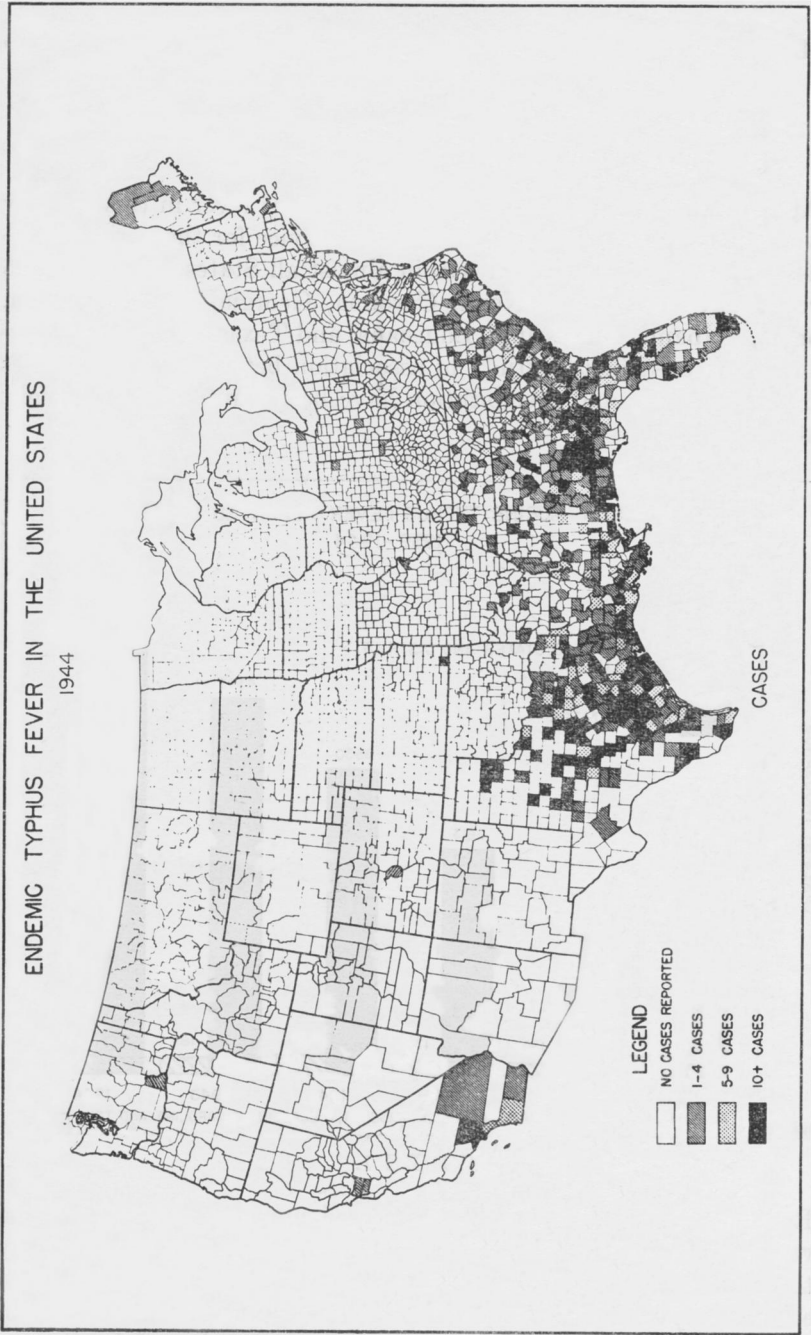 ENDEMIC TYPHUS FEVER IN THE UNITED STATES
1944
CASES
LEGEND
NO CASES REPORTED
1-4 CASES
5-9 CASES
10+ CASES